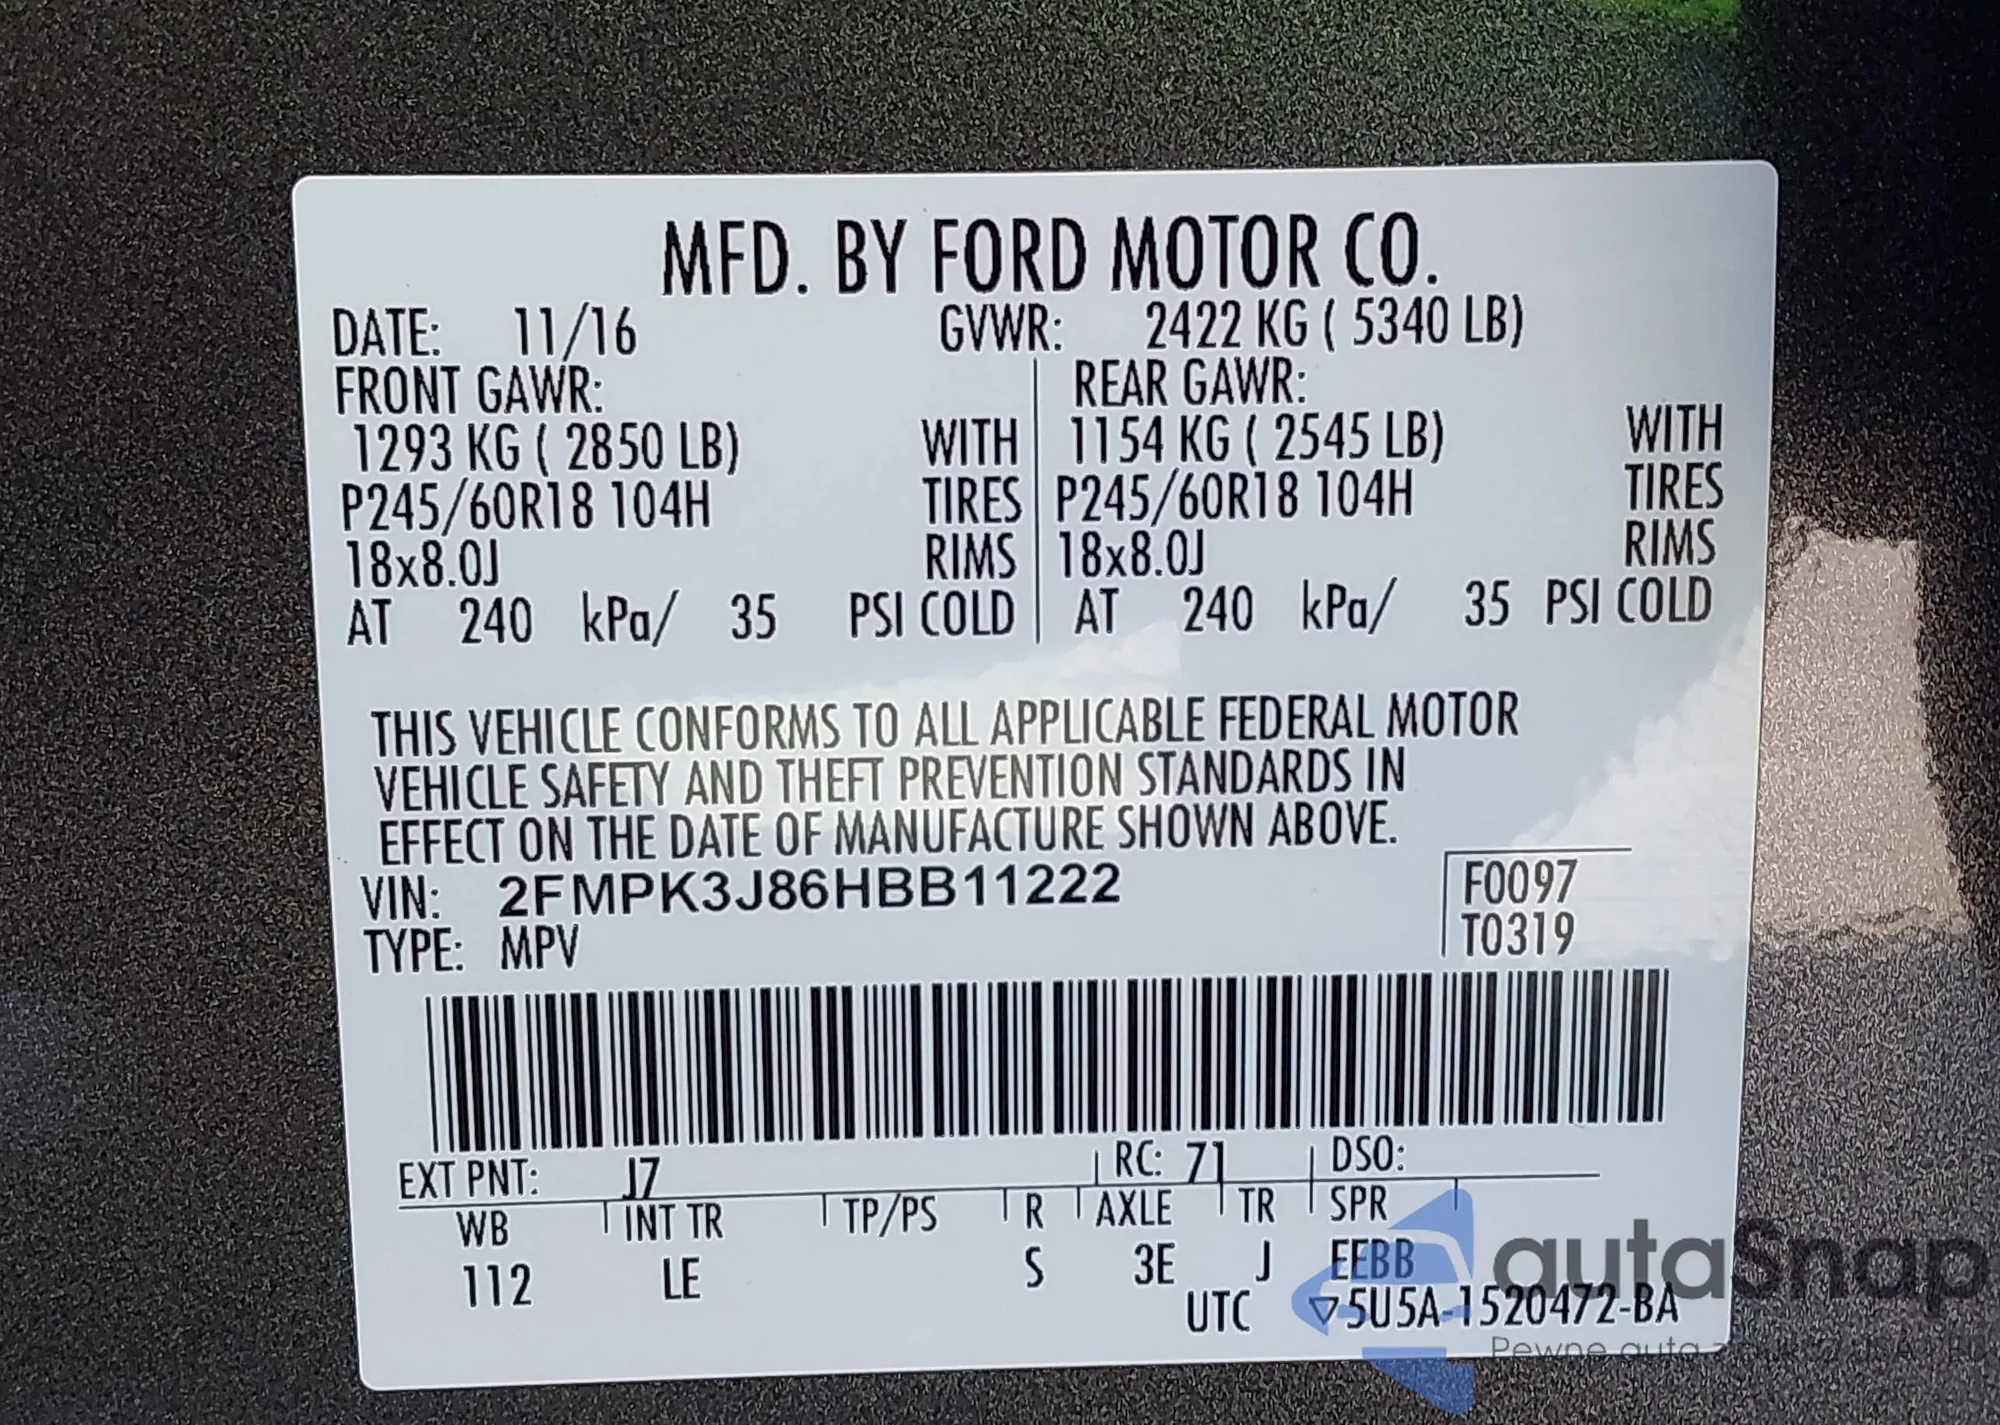 MFD. BY FORD MOTOR CO.
DATE: 11/16 GVWR: 2422 KG ( 5340 LB)
FRONT GAWR: REAR GAWR:
1293 KG ( 2850 LB) WITH 1154 KG ( 2545 LB) WITH
P245/60R18 104H TIRES P245/60R18 104H TIRES
18x8.0J RIMS 18x8.0J RIMS
AT 240 kPa/ 35 PSI COLD AT 240 kPa/ 35 PSI COLD
THIS VEHICLE CONFORMS TO ALL APPLICABLE FEDERAL MOTOR
VEHICLE SAFETY AND THEFT PREVENTION STANDARDS IN
EFFECT ON THE DATE OF MANUFACTURE SHOWN ABOVE.
VIN: 2FMPK3J86HBB11222 F0097
TYPE: MPV T0319
EXT PNT: J7 RC: 71 DSO:
WB INT TR TP/PS R AXLE TR SPR
112 LE S 3E J EEBB
UTC ▽5U5A-1520472-BA
autaSnap
Pewne auta